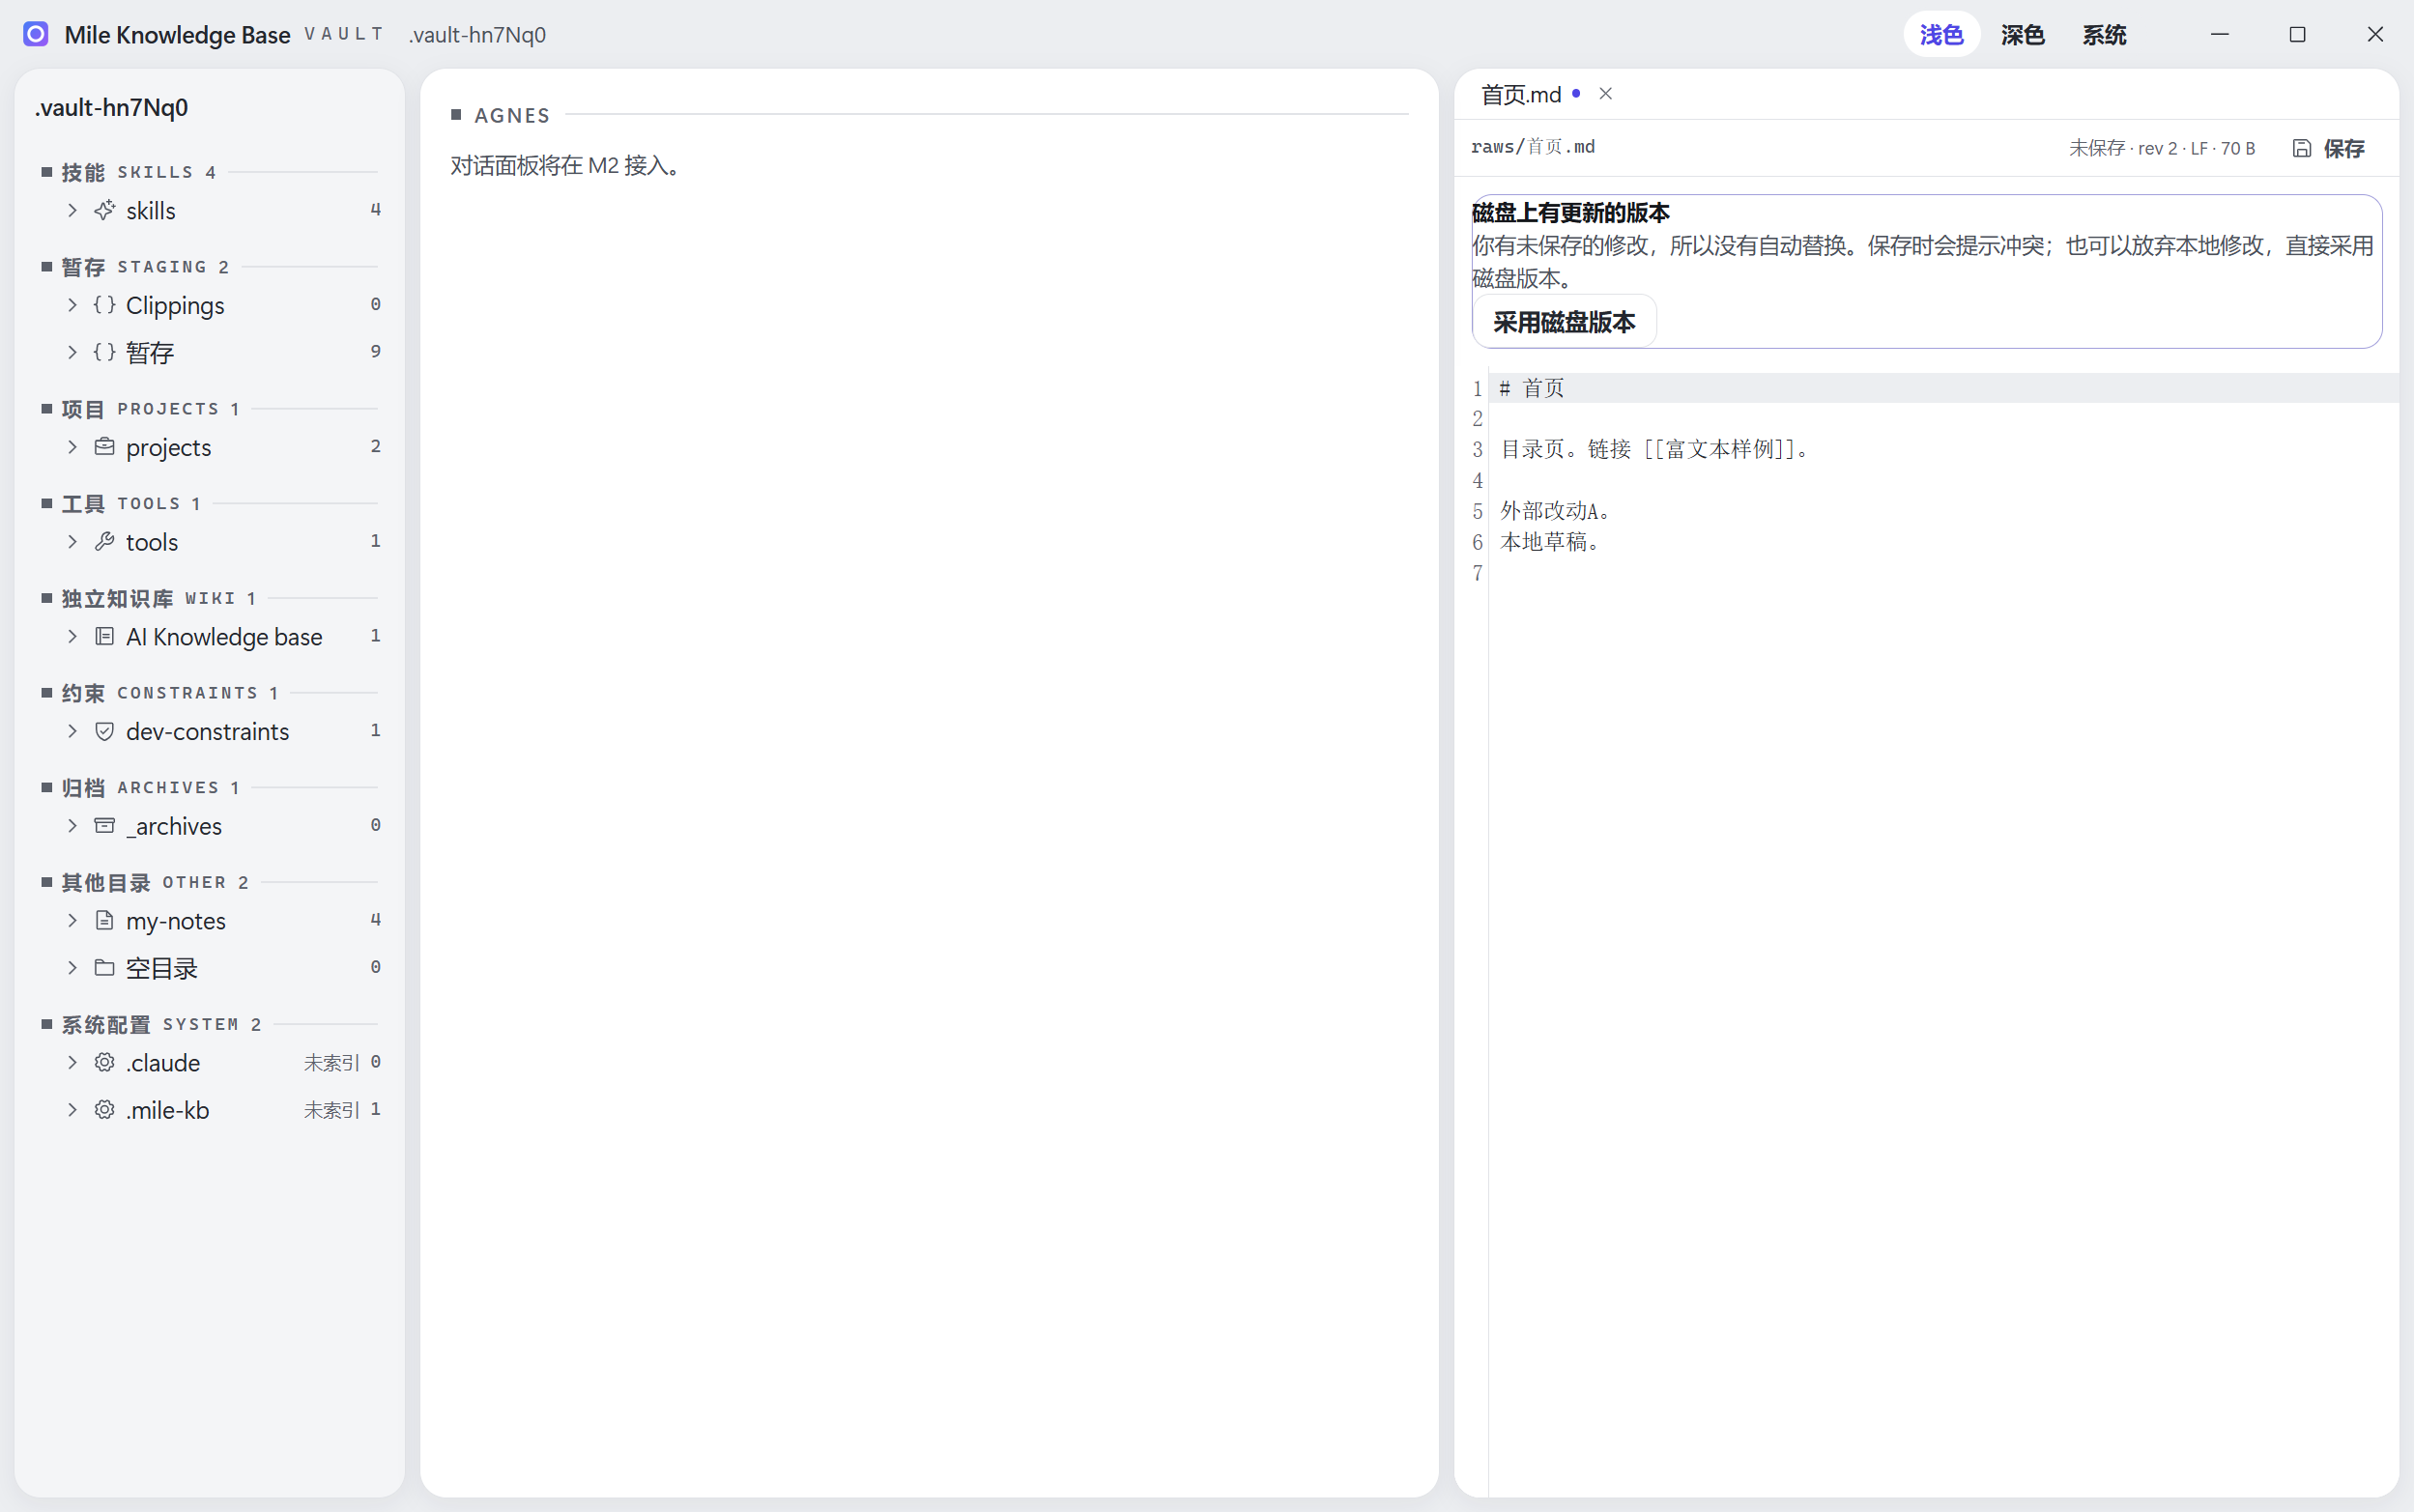 Mile Knowledge Base VAULT .vault-hn7Nq0
浅色 深色 系统
.vault-hn7Nq0
技能 SKILLS 4
skills 4
暂存 STAGING 2
{} Clippings 0
{} 暂存 9
项目 PROJECTS 1
projects 2
工具 TOOLS 1
tools 1
独立知识库 WIKI 1
AI Knowledge base 1
约束 CONSTRAINTS 1
dev-constraints 1
归档 ARCHIVES 1
_archives 0
其他目录 OTHER 2
my-notes 4
空目录 0
系统配置 SYSTEM 2
.claude 未索引 0
.mile-kb 未索引 1
AGNES
对话面板将在 M2 接入。
首页.md
raws/首页.md 未保存 · rev 2 · LF · 70 B 保存
磁盘上有更新的版本
你有未保存的修改，所以没有自动替换。保存时会提示冲突；也可以放弃本地修改，直接采用
磁盘版本。
采用磁盘版本
1 # 首页
2
3 目录页。链接 [[富文本样例]]。
4
5 外部改动A。
6 本地草稿。
7